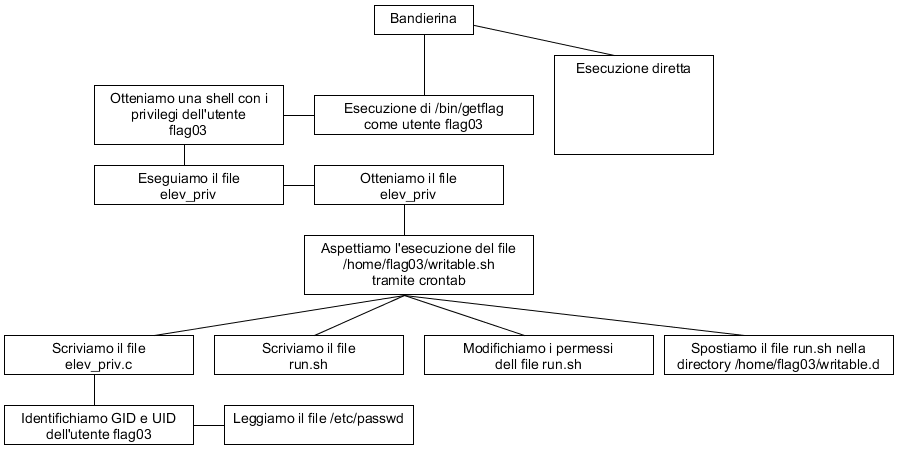 Bandierina
Esecuzione diretta
Otteniamo una shell con i
privilegi dell'utente
flag03
Esecuzione di /bin/getflag
come utente flag03
Eseguiamo il file
elev_priv
Otteniamo il file
elev_priv
Aspettiamo l'esecuzione del file
/home/flag03/writable.sh
tramite crontab
Scriviamo il file
elev_priv.c
Scriviamo il file
run.sh
Modifichiamo i permessi
dell file run.sh
Spostiamo il file run.sh nella
directory /home/flag03/writable.d
Identifichiamo GID e UID
dell'utente flag03
Leggiamo il file /etc/passwd